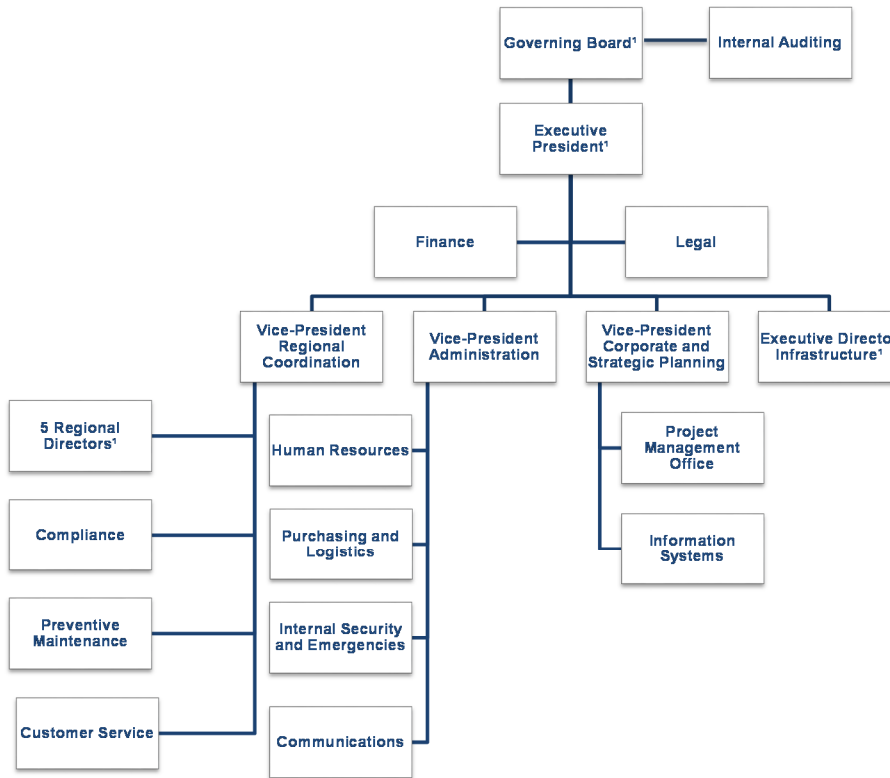 Governing Board¹
Internal Auditing
Executive
President¹
Finance
Legal
Vice-President
Regional
Coordination
Vice-President
Administration
Vice-President
Corporate and
Strategic Planning
Executive Directo
Infrastructure¹
5 Regional
Directors¹
Human Resources
Project
Management
Office
Compliance
Purchasing and
Logistics
Information
Systems
Preventive
Maintenance
Internal Security
and Emergencies
Customer Service
Communications